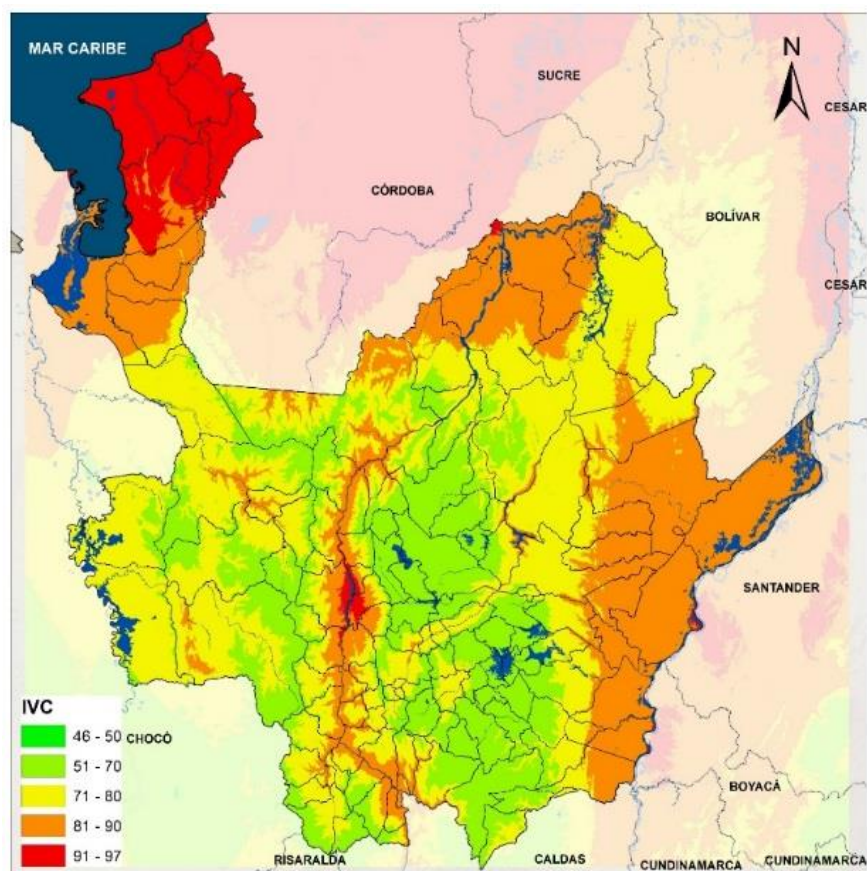 MAR CARIBE
N
SUCRE
CESAR
CÓRDOBA
BOLÍVAR
CESAR
SANTANDER
IVC
46 - 50
51 - 70
71 - 80
81 - 90
91 - 97
CHOCÓ
BOYACÁ
RISARALDA
CALDAS
CUNDINAMARCA
CUNDINAMARCA